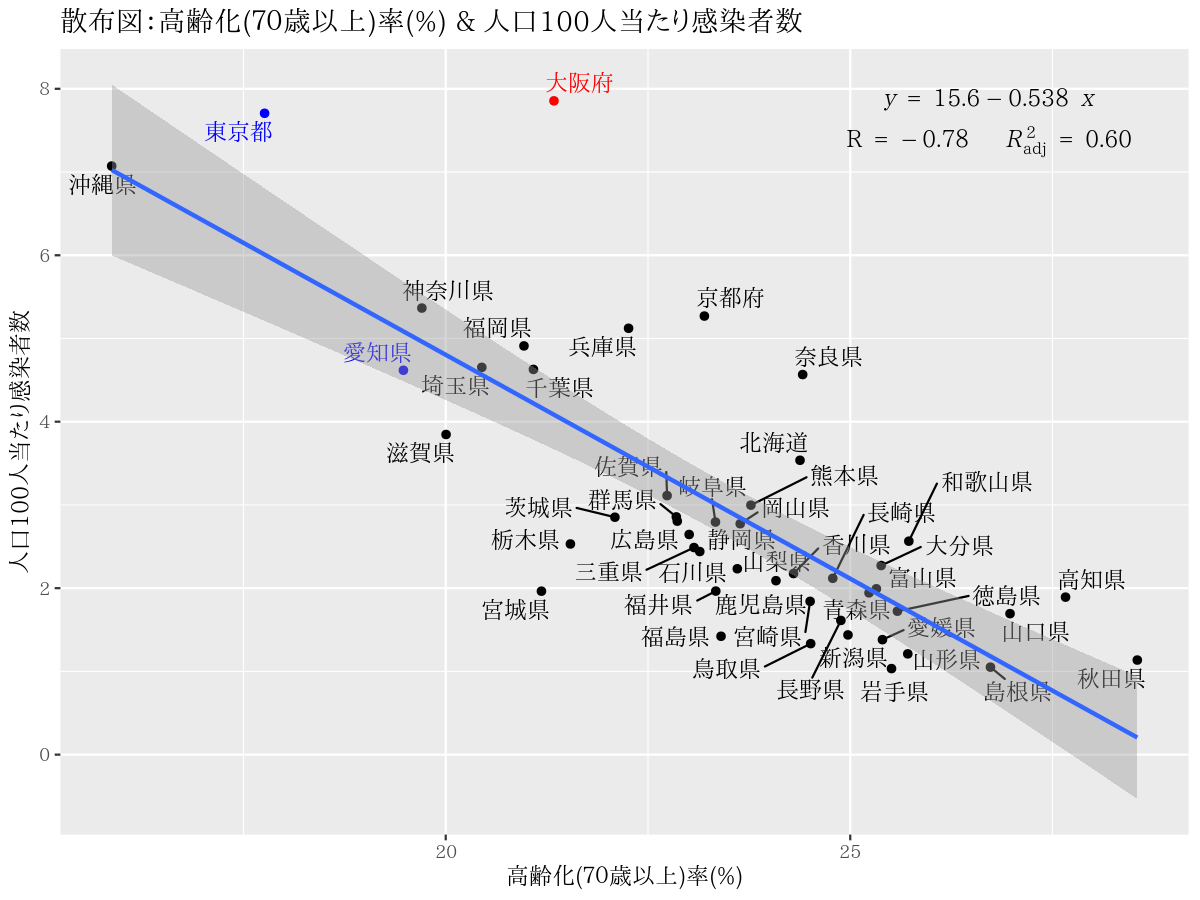 散布図：高齢化(70歳以上)率(%) & 人口100人当たり感染者数
大阪府
y = 15.6 − 0.538 x
東京都
R = − 0.78 R²adj = 0.60
沖縄県
神奈川県
京都府
福岡県
兵庫県
愛知県
奈良県
埼玉県
千葉県
北海道
滋賀県
佐賀県
熊本県
和歌山県
岐阜県
群馬県
茨城県
岡山県
長崎県
栃木県
広島県
静岡県
香川県
大分県
山梨県
三重県
石川県
富山県
高知県
徳島県
福井県
鹿児島県
青森県
宮城県
愛媛県
山口県
福島県
宮崎県
新潟県
山形県
鳥取県
秋田県
長野県
岩手県
島根県
8
6
4
2
0
20
25
人口100人当たり感染者数
高齢化(70歳以上)率(%)